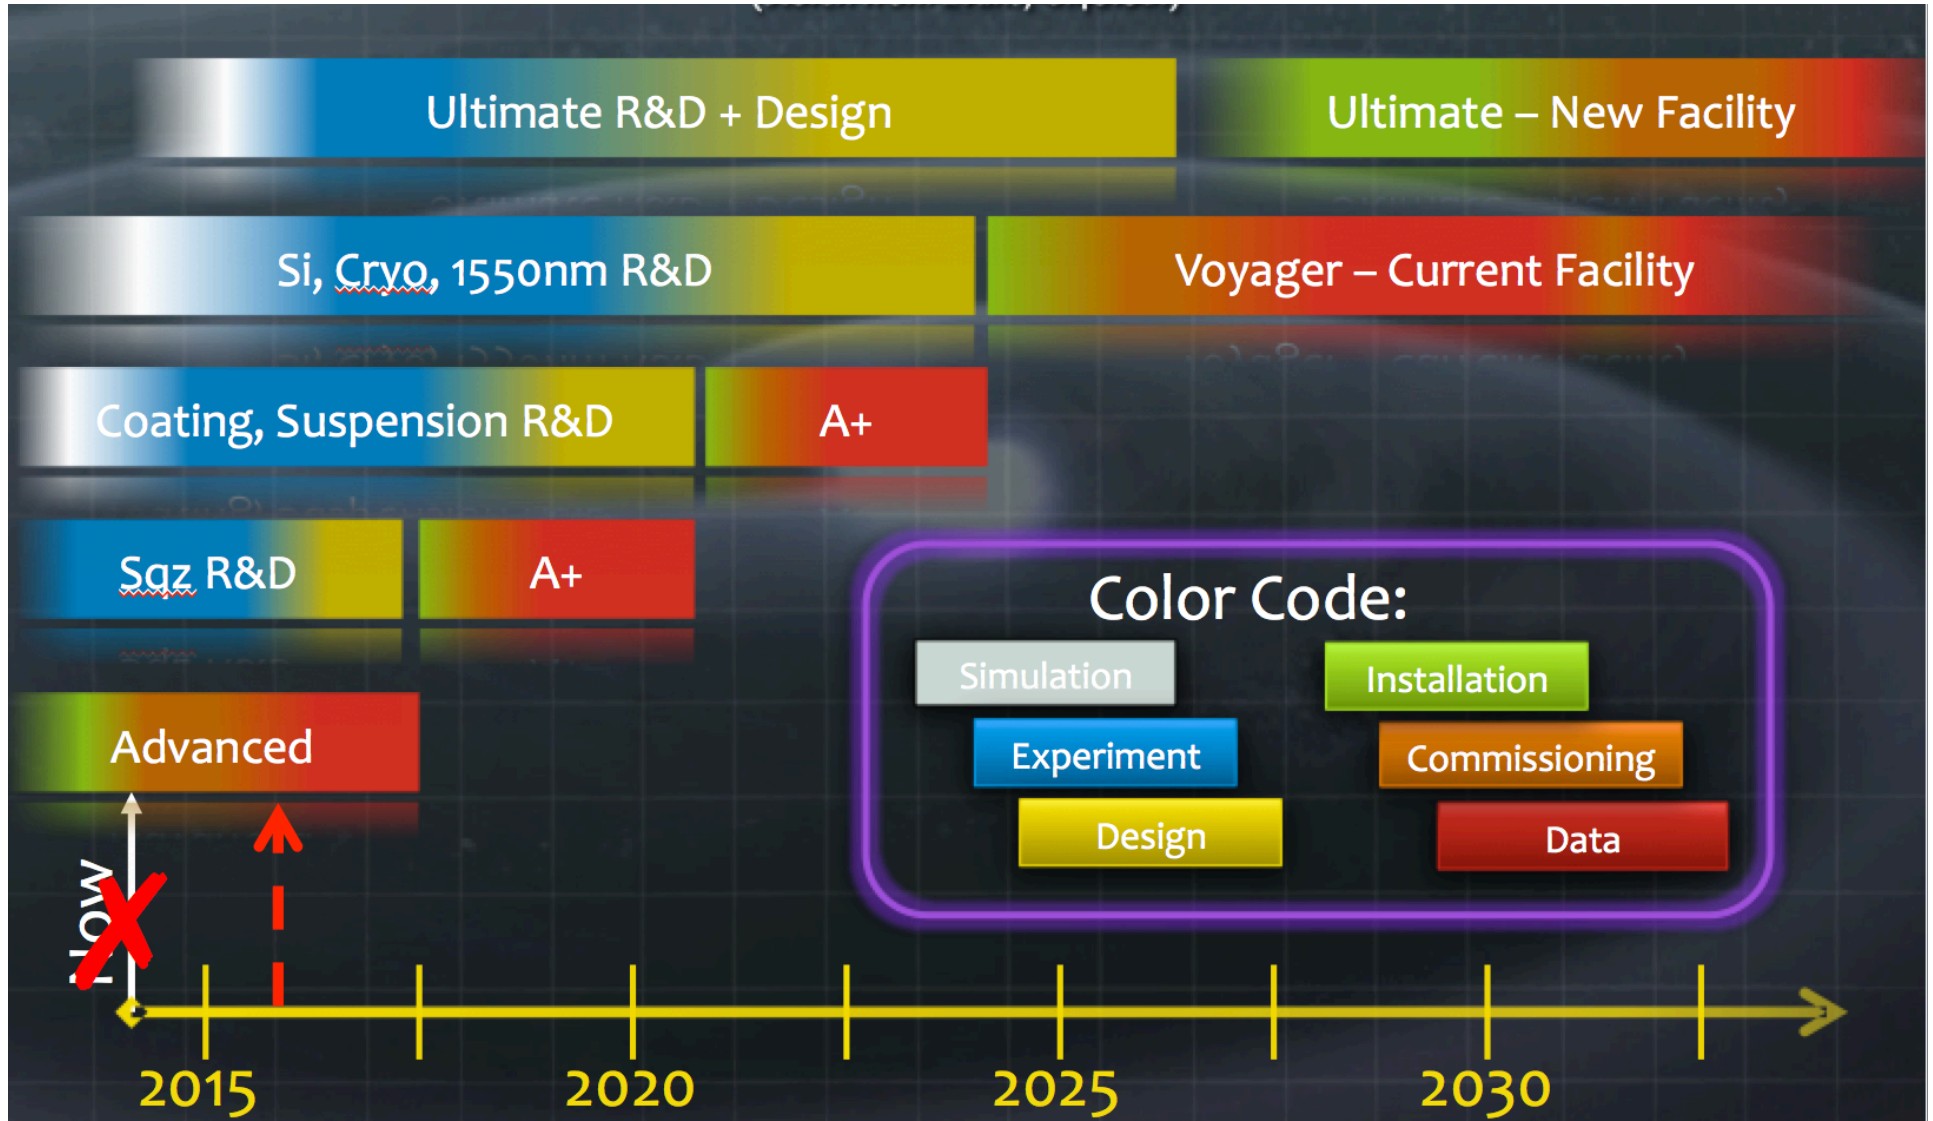 Ultimate R&D + Design
Ultimate – New Facility
Si, Cryo, 1550nm R&D
Voyager – Current Facility
Coating, Suspension R&D
A+
Sqz R&D
A+
Color Code:
Simulation
Installation
Experiment
Commissioning
Design
Data
Advanced
Now
2015
2020
2025
2030